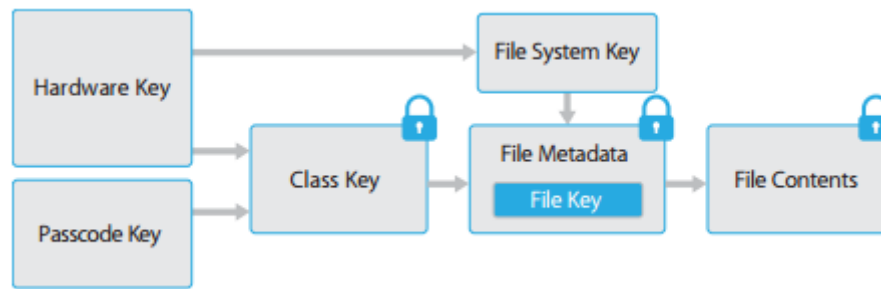 Hardware Key
File System Key
Class Key
File Metadata
File Key
File Contents
Passcode Key